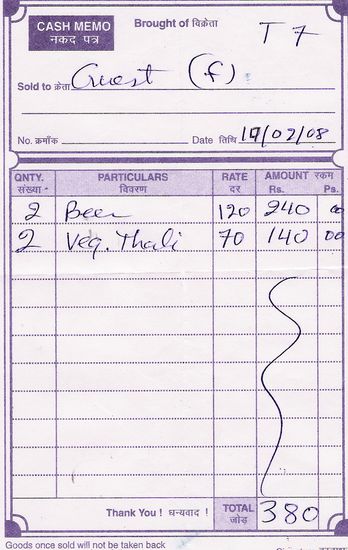 CASH MEMO Brought of विक्रेता T 7
नकद पत्र
Sold to क्रेता Guest (f)
No. क्रमाँक Date तिथि 17/02/08
QNTY. PARTICULARS RATE AMOUNT रकम
संख्या विवरण दर Rs. Ps.
2 Beer 120 240 00
2 Veg. Thali 70 140 00
Thank You ! धन्यवाद ! TOTAL 380
जोड़
Goods once sold will not be taken back